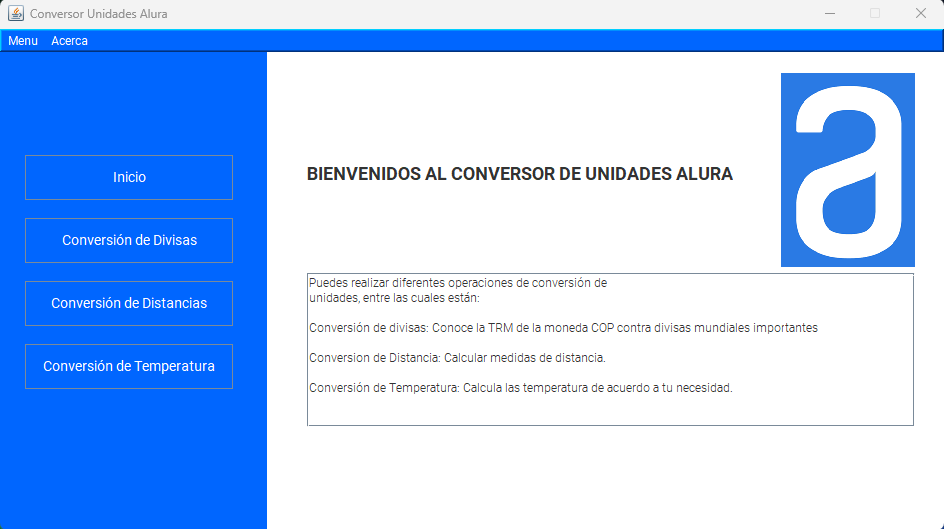 Conversor Unidades Alura
Menu Acerca
Inicio
Conversión de Divisas
Conversión de Distancias
Conversión de Temperatura
BIENVENIDOS AL CONVERSOR DE UNIDADES ALURA
a
Puedes realizar diferentes operaciones de conversión de
unidades, entre las cuales están:
Conversión de divisas: Conoce la TRM de la moneda COP contra divisas mundiales importantes
Conversion de Distancia: Calcular medidas de distancia.
Conversión de Temperatura: Calcula las temperatura de acuerdo a tu necesidad.